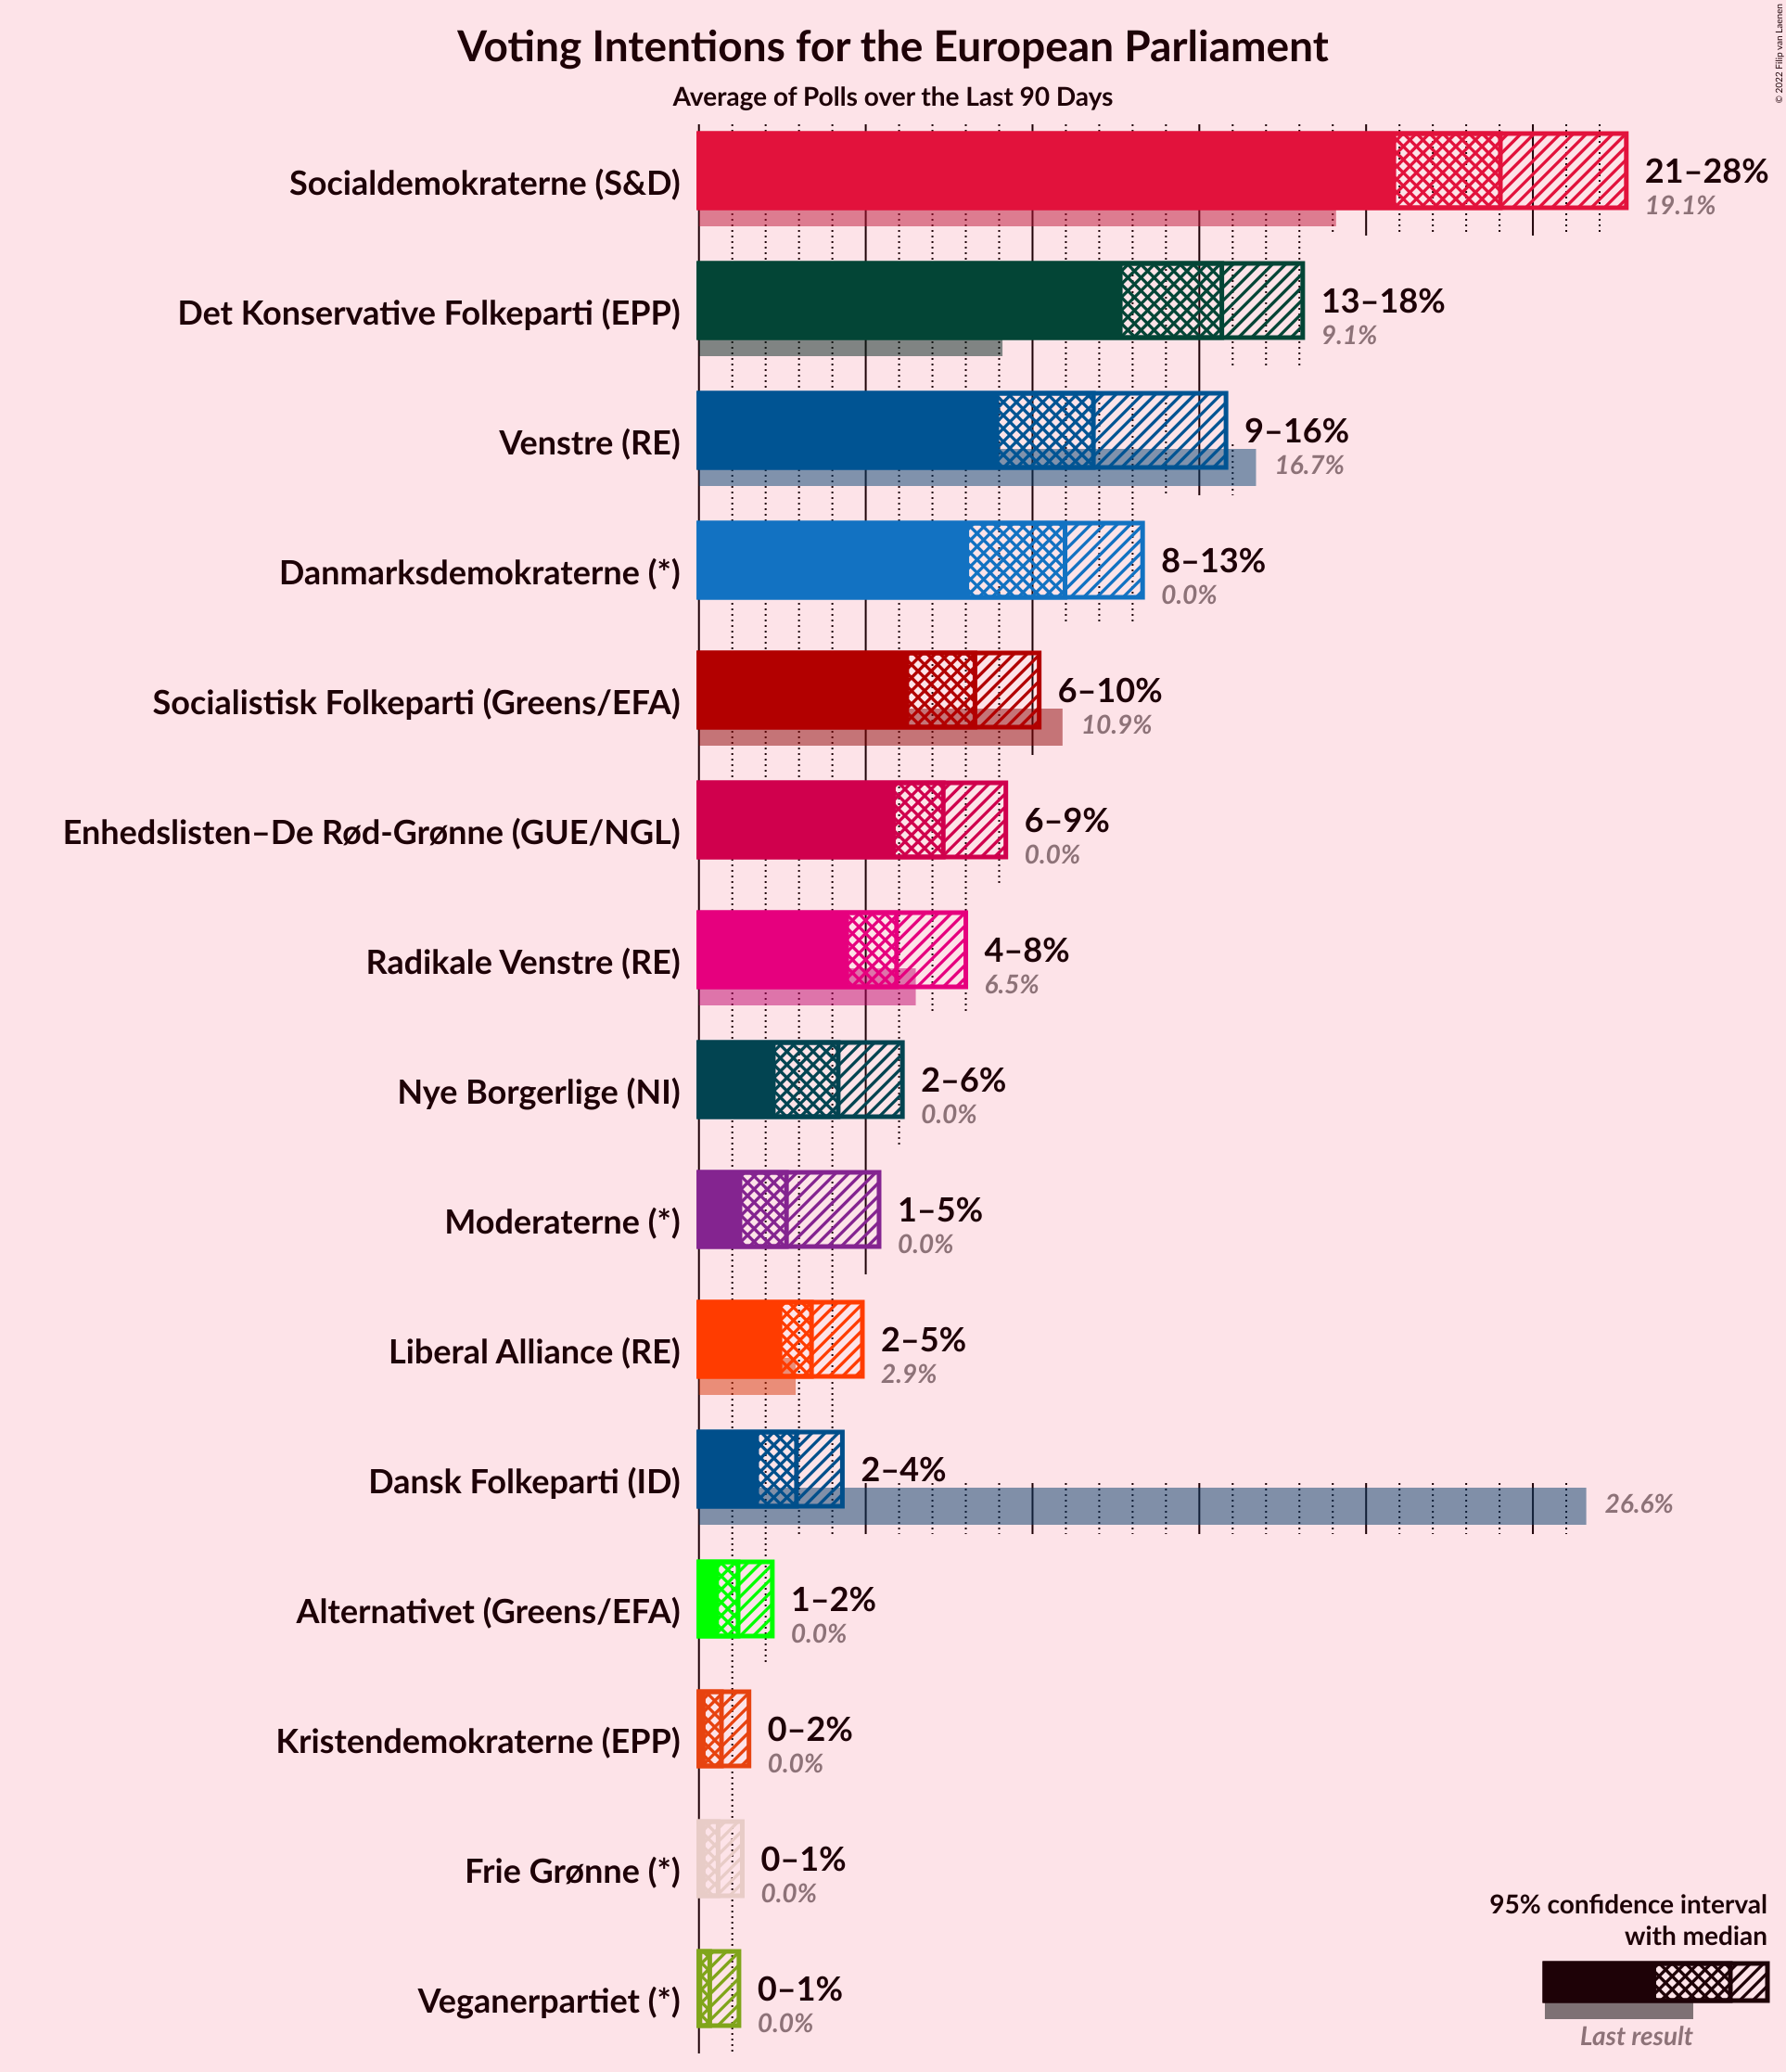 Voting Intentions for the European Parliament
Average of Polls over the Last 90 Days
© 2022 Filip van Laenen
Socialdemokraterne (S&D)
21–28%
19.1%
Det Konservative Folkeparti (EPP)
13–18%
9.1%
Venstre (RE)
9–16%
16.7%
Danmarksdemokraterne (*)
8–13%
0.0%
Socialistisk Folkeparti (Greens/EFA)
6–10%
10.9%
Enhedslisten–De Rød-Grønne (GUE/NGL)
6–9%
0.0%
Radikale Venstre (RE)
4–8%
6.5%
Nye Borgerlige (NI)
2–6%
0.0%
Moderaterne (*)
1–5%
0.0%
Liberal Alliance (RE)
2–5%
2.9%
Dansk Folkeparti (ID)
2–4%
26.6%
Alternativet (Greens/EFA)
1–2%
0.0%
Kristendemokraterne (EPP)
0–2%
0.0%
Frie Grønne (*)
0–1%
0.0%
Veganerpartiet (*)
0–1%
0.0%
95% confidence interval
with median
Last result